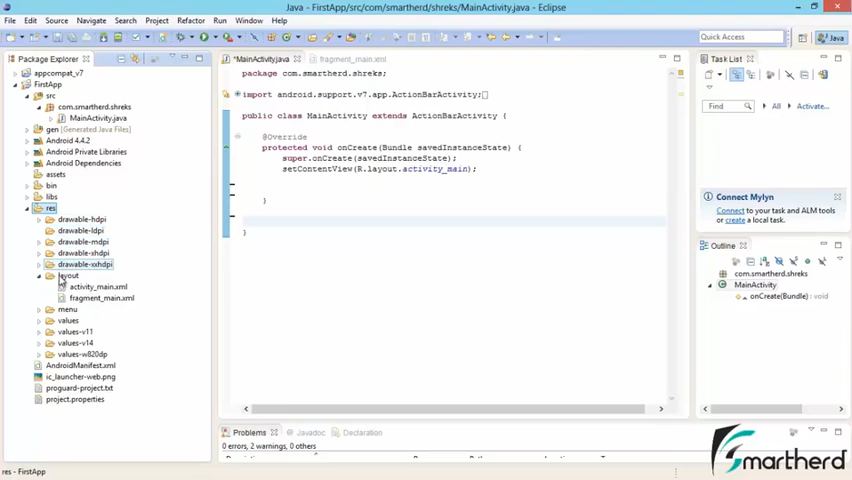 Java - FirstApp/src/com/smartherd/shreks/MainActivity.java - Eclipse
File Edit Source Navigate Search Project Refactor Run Window Help
Quick Access
Java
Package Explorer
appcompat_v7
FirstApp
src
com.smartherd.shreks
MainActivity.java
gen [Generated Java Files]
Android 4.4.2
Android Private Libraries
Android Dependencies
assets
bin
libs
res
drawable-hdpi
drawable-ldpi
drawable-mdpi
drawable-xhdpi
drawable-xxhdpi
layout
activity_main.xml
fragment_main.xml
menu
values
values-v11
values-v14
values-w820dp
AndroidManifest.xml
ic_launcher-web.png
proguard-project.txt
project.properties
*MainActivity.java
fragment_main.xml
package com.smartherd.shreks;
import android.support.v7.app.ActionBarActivity;
public class MainActivity extends ActionBarActivity {
@Override
protected void onCreate(Bundle savedInstanceState) {
super.onCreate(savedInstanceState);
setContentView(R.layout.activity_main);
}
}
Task List
Find
All
Activate...
Connect Mylyn
Connect to your task and ALM tools
or create a local task.
Outline
com.smartherd.shreks
MainActivity
onCreate(Bundle) : void
Problems
Javadoc
Declaration
0 errors, 2 warnings, 0 others
Smartherd
res - FirstApp